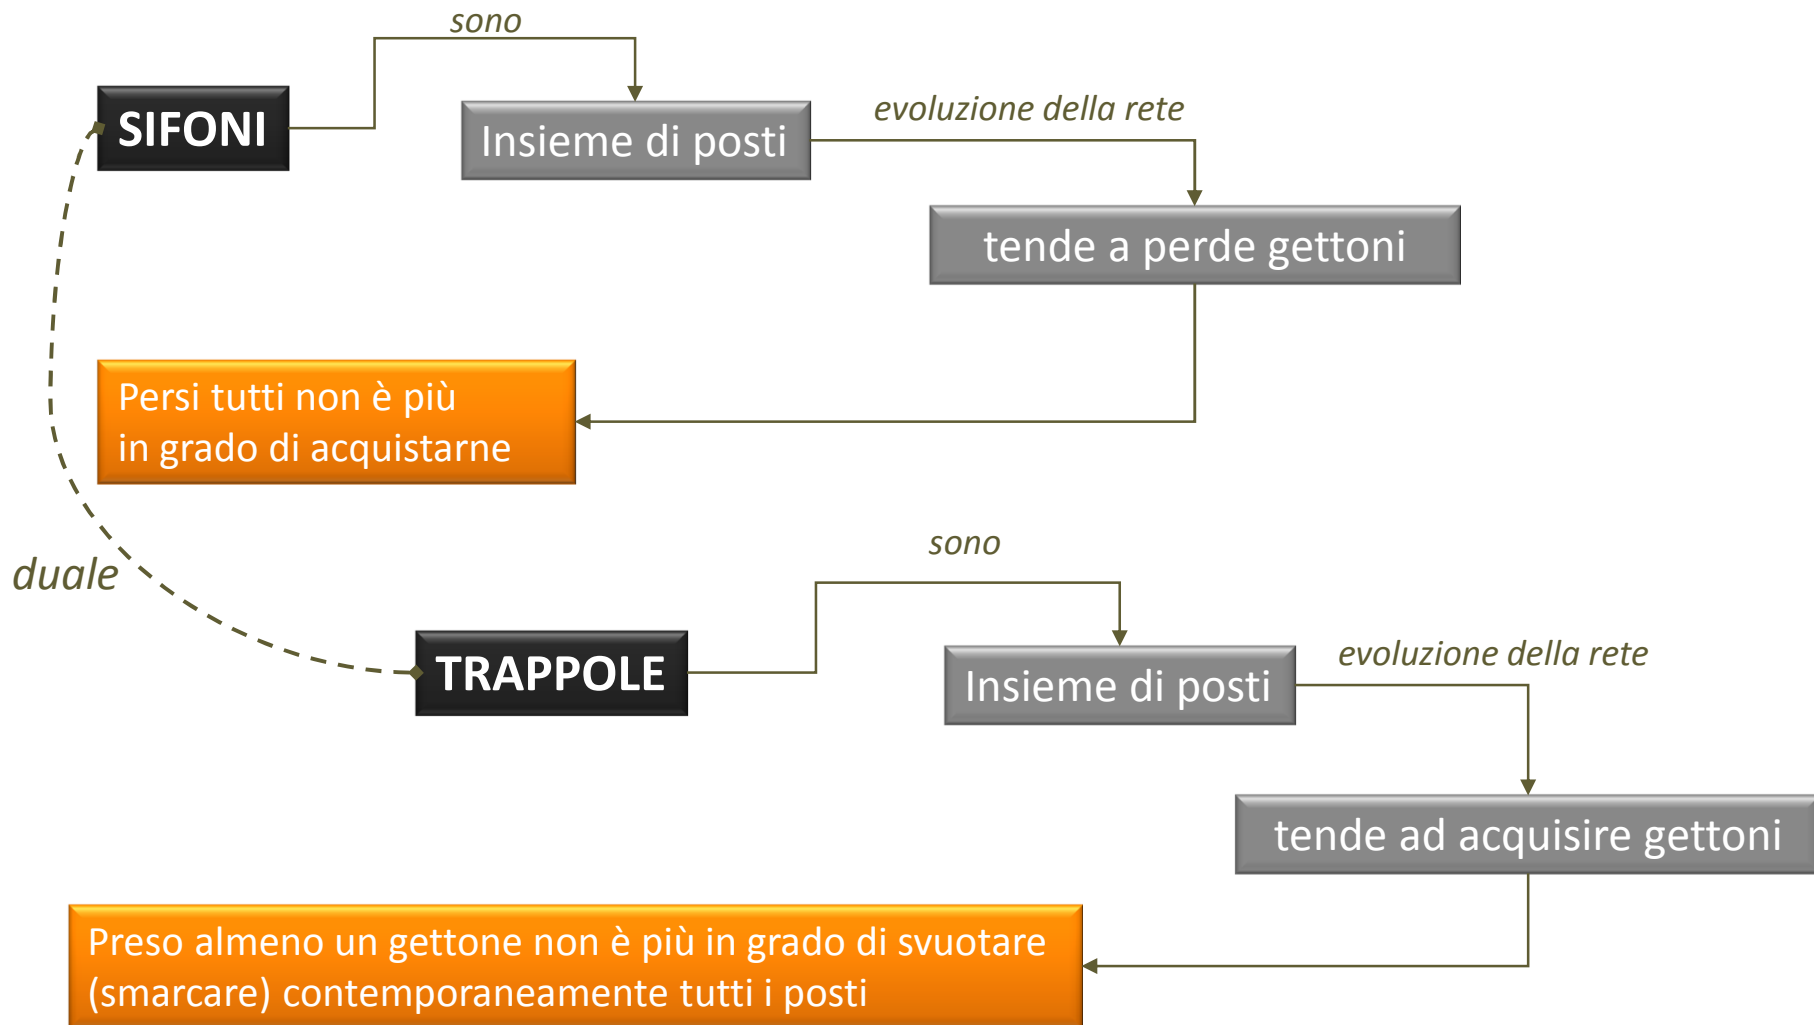 sono
SIFONI
Insieme di posti
evoluzione della rete
tende a perde gettoni
Persi tutti non è più
in grado di acquistarne
duale
sono
TRAPPOLE
Insieme di posti
evoluzione della rete
tende ad acquisire gettoni
Preso almeno un gettone non è più in grado di svuotare
(smarcare) contemporaneamente tutti i posti